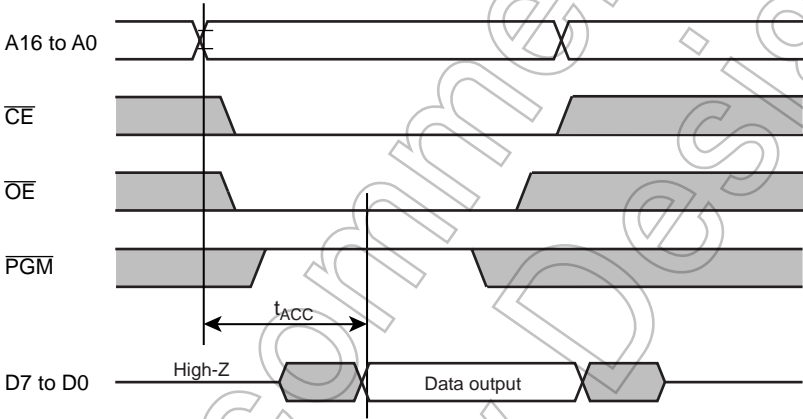 A16 to A0
CE
OE
PGM
tACC
D7 to D0
High-Z
Data output